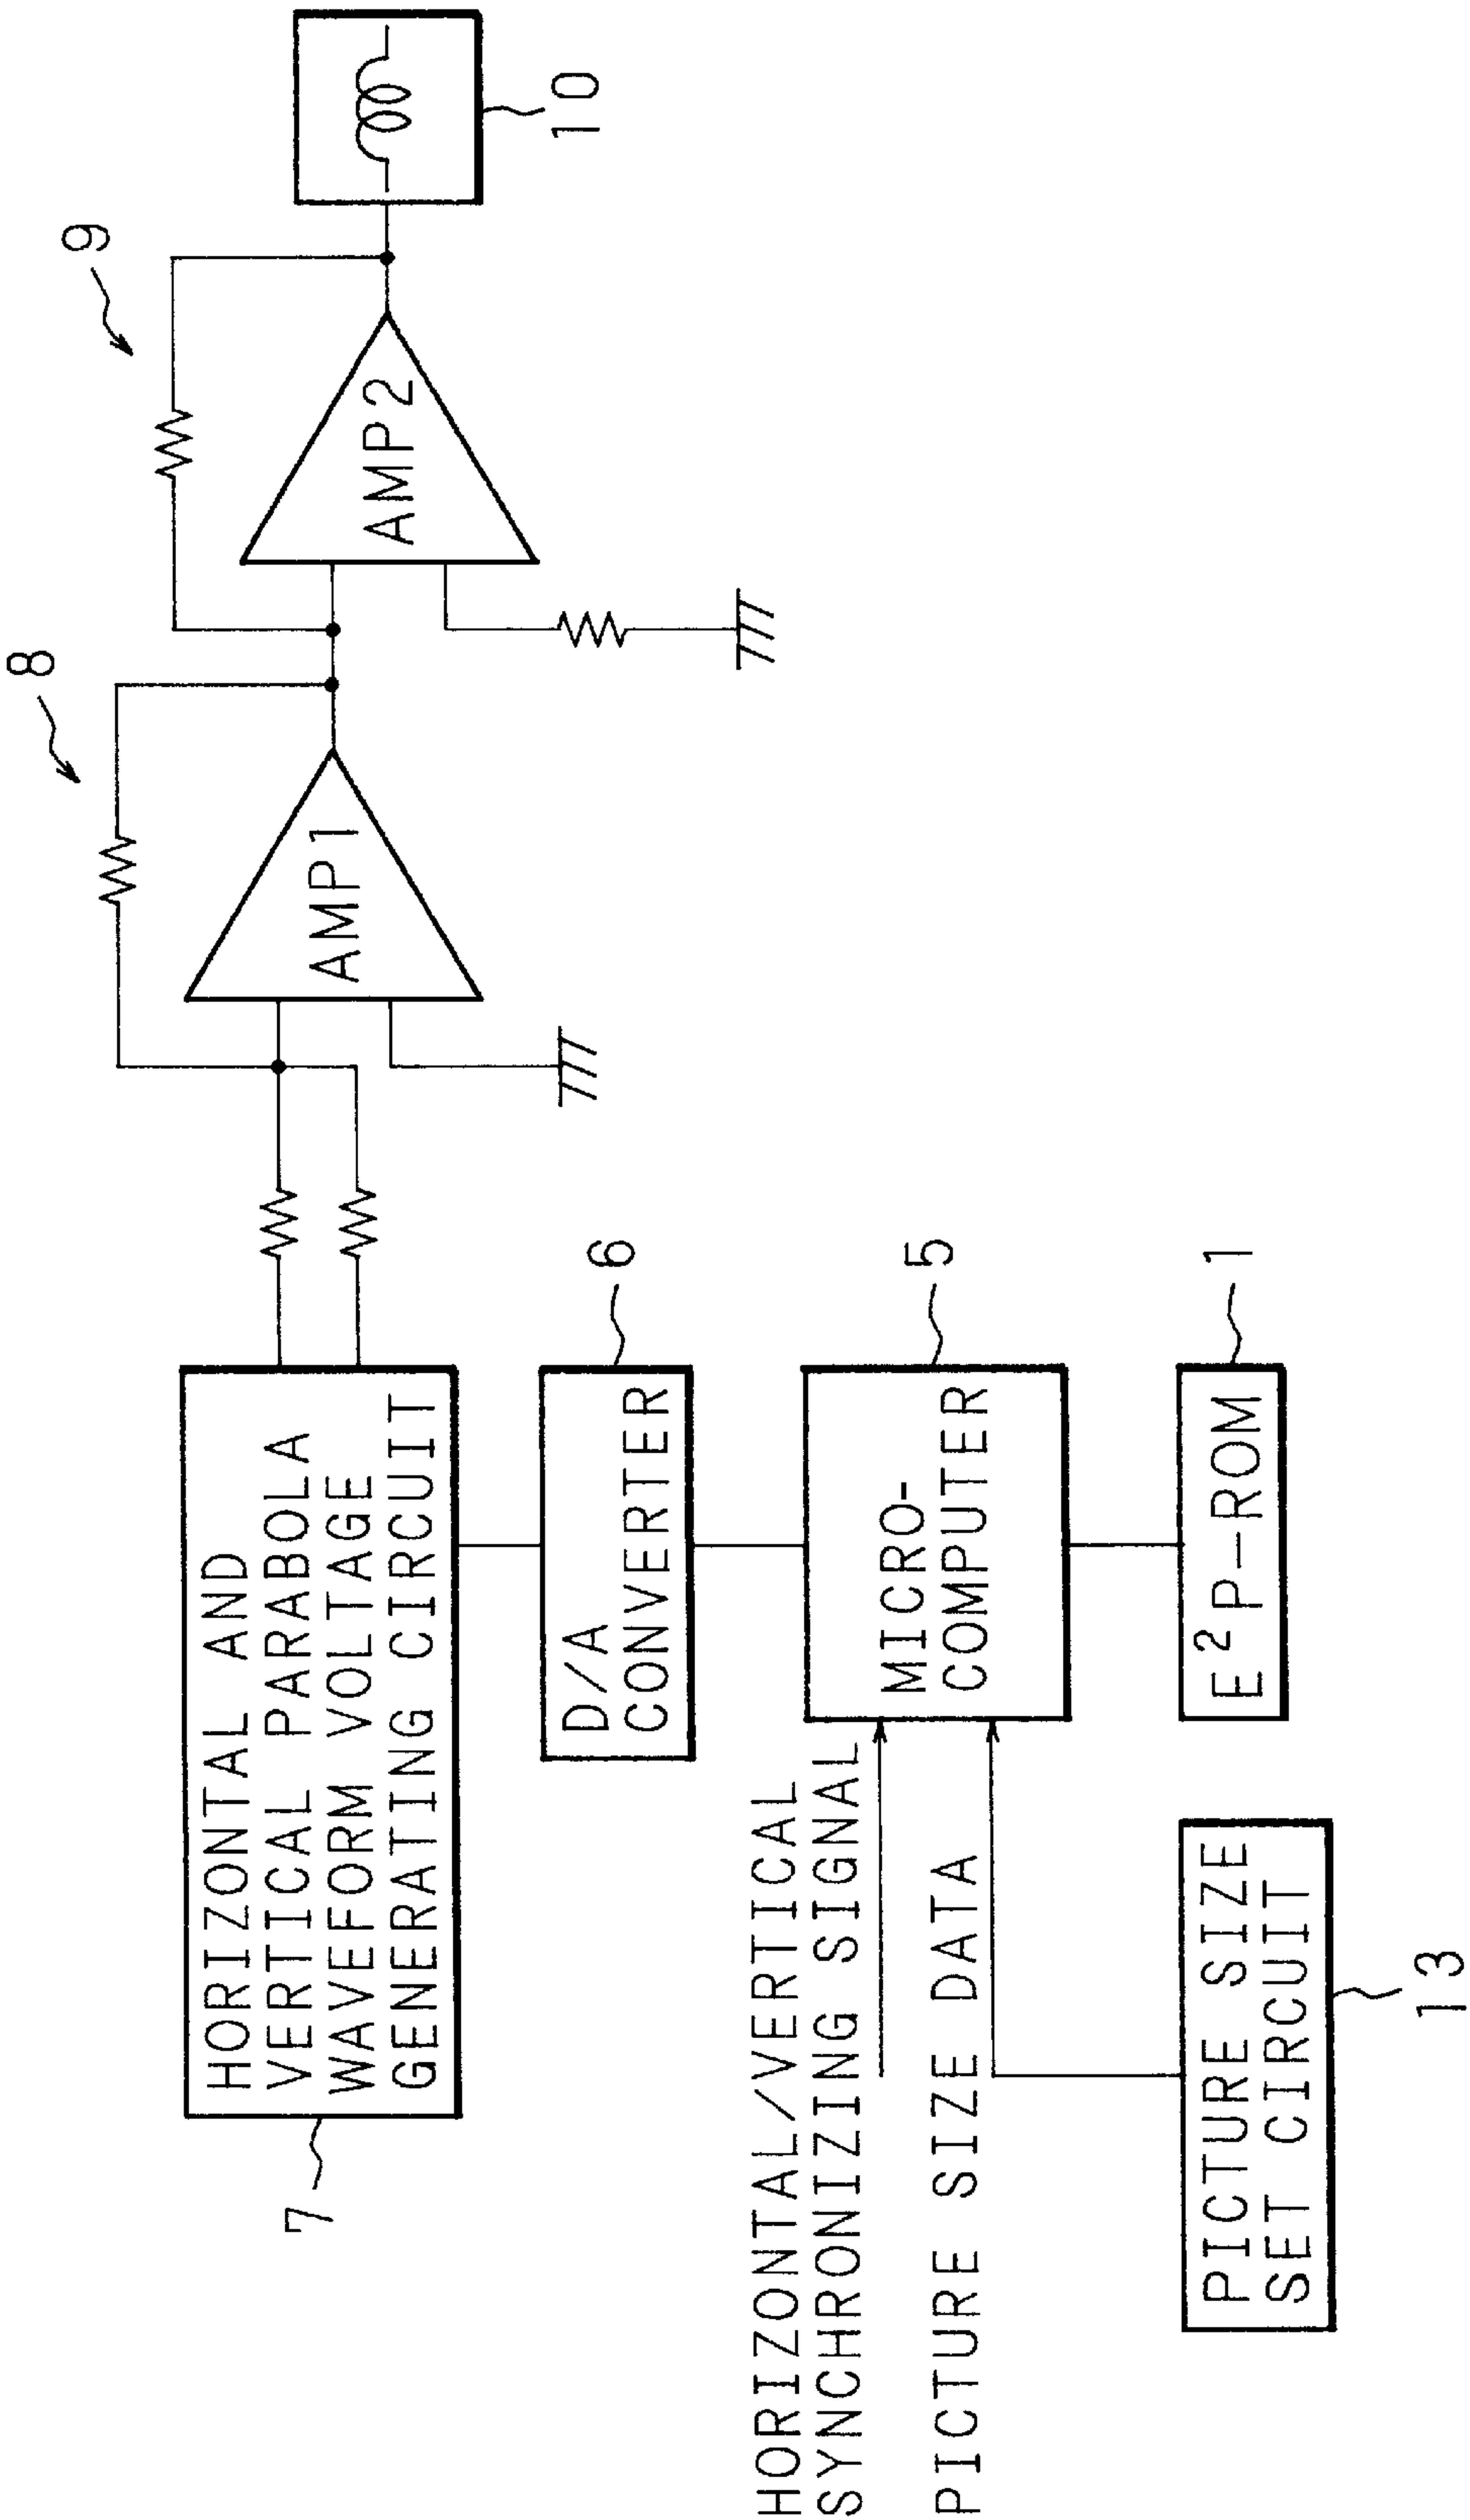 8
9
AMP1
AMP2
10
7
HORIZONTAL AND
VERTICAL PARABOLA
WAVEFORM VOLTAGE
GENERATING CIRCUIT
D/A
CONVERTER
6
HORIZONTAL/VERTICAL
SYNCHRONIZING SIGNAL
PICTURE SIZE DATA
MICRO-
COMPUTER
5
PICTURE SIZE
SET CIRCUIT
13
E²P-ROM
1